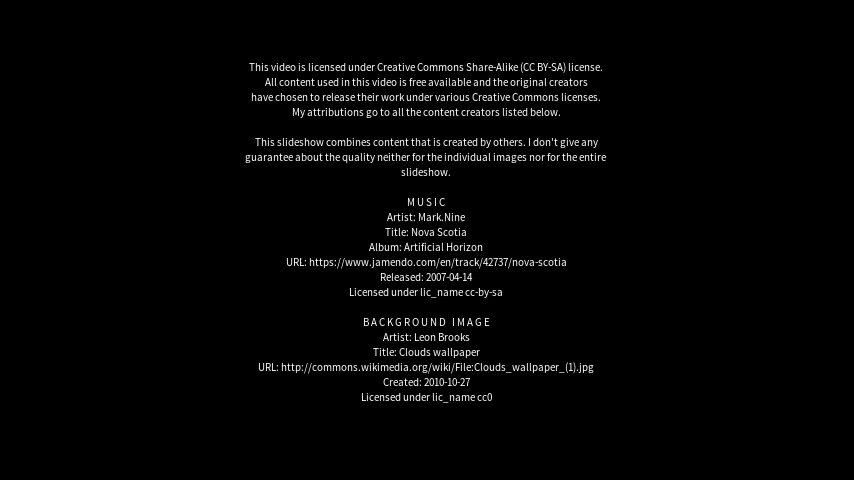 This video is licensed under Creative Commons Share-Alike (CC BY-SA) license.
All content used in this video is free available and the original creators
have chosen to release their work under various Creative Commons licenses.
My attributions go to all the content creators listed below.
This slideshow combines content that is created by others. I don't give any
guarantee about the quality neither for the individual images nor for the entire
slideshow.
MUSIC
Artist: Mark.Nine
Title: Nova Scotia
Album: Artificial Horizon
URL: https://www.jamendo.com/en/track/42737/nova-scotia
Released: 2007-04-14
Licensed under lic_name cc-by-sa
BACKGROUND IMAGE
Artist: Leon Brooks
Title: Clouds wallpaper
URL: http://commons.wikimedia.org/wiki/File:Clouds_wallpaper_(1).jpg
Created: 2010-10-27
Licensed under lic_name cc0